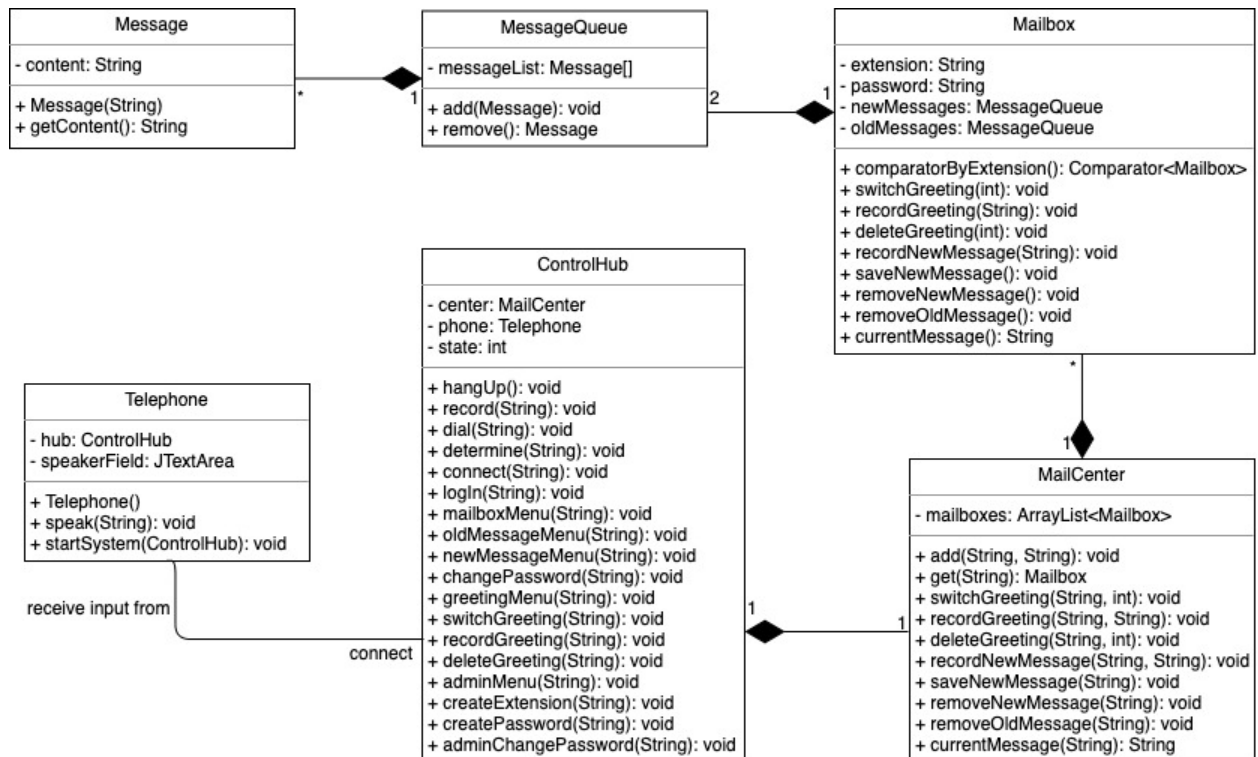 Message
- content: String
+ Message(String)
+ getContent(): String
*
1
MessageQueue
- messageList: Message[]
+ add(Message): void
+ remove(): Message
2
1
Mailbox
- extension: String
- password: String
- newMessages: MessageQueue
- oldMessages: MessageQueue
+ comparatorByExtension(): Comparator<Mailbox>
+ switchGreeting(int): void
+ recordGreeting(String): void
+ deleteGreeting(int): void
+ recordNewMessage(String): void
+ saveNewMessage(): void
+ removeNewMessage(): void
+ removeOldMessage(): void
+ currentMessage(): String
*
1
Telephone
- hub: ControlHub
- speakerField: JTextArea
+ Telephone()
+ speak(String): void
+ startSystem(ControlHub): void
receive input from
connect
ControlHub
- center: MailCenter
- phone: Telephone
- state: int
+ hangUp(): void
+ record(String): void
+ dial(String): void
+ determine(String): void
+ connect(String): void
+ logIn(String): void
+ mailboxMenu(String): void
+ oldMessageMenu(String): void
+ newMessageMenu(String): void
+ changePassword(String): void
+ greetingMenu(String): void
+ switchGreeting(String): void
+ recordGreeting(String): void
+ deleteGreeting(String): void
+ adminMenu(String): void
+ createExtension(String): void
+ createPassword(String): void
+ adminChangePassword(String): void
1
1
MailCenter
- mailboxes: ArrayList<Mailbox>
+ add(String, String): void
+ get(String): Mailbox
+ switchGreeting(String, int): void
+ recordGreeting(String, String): void
+ deleteGreeting(String, int): void
+ recordNewMessage(String, String): void
+ saveNewMessage(String): void
+ removeNewMessage(String): void
+ removeOldMessage(String): void
+ currentMessage(String): String